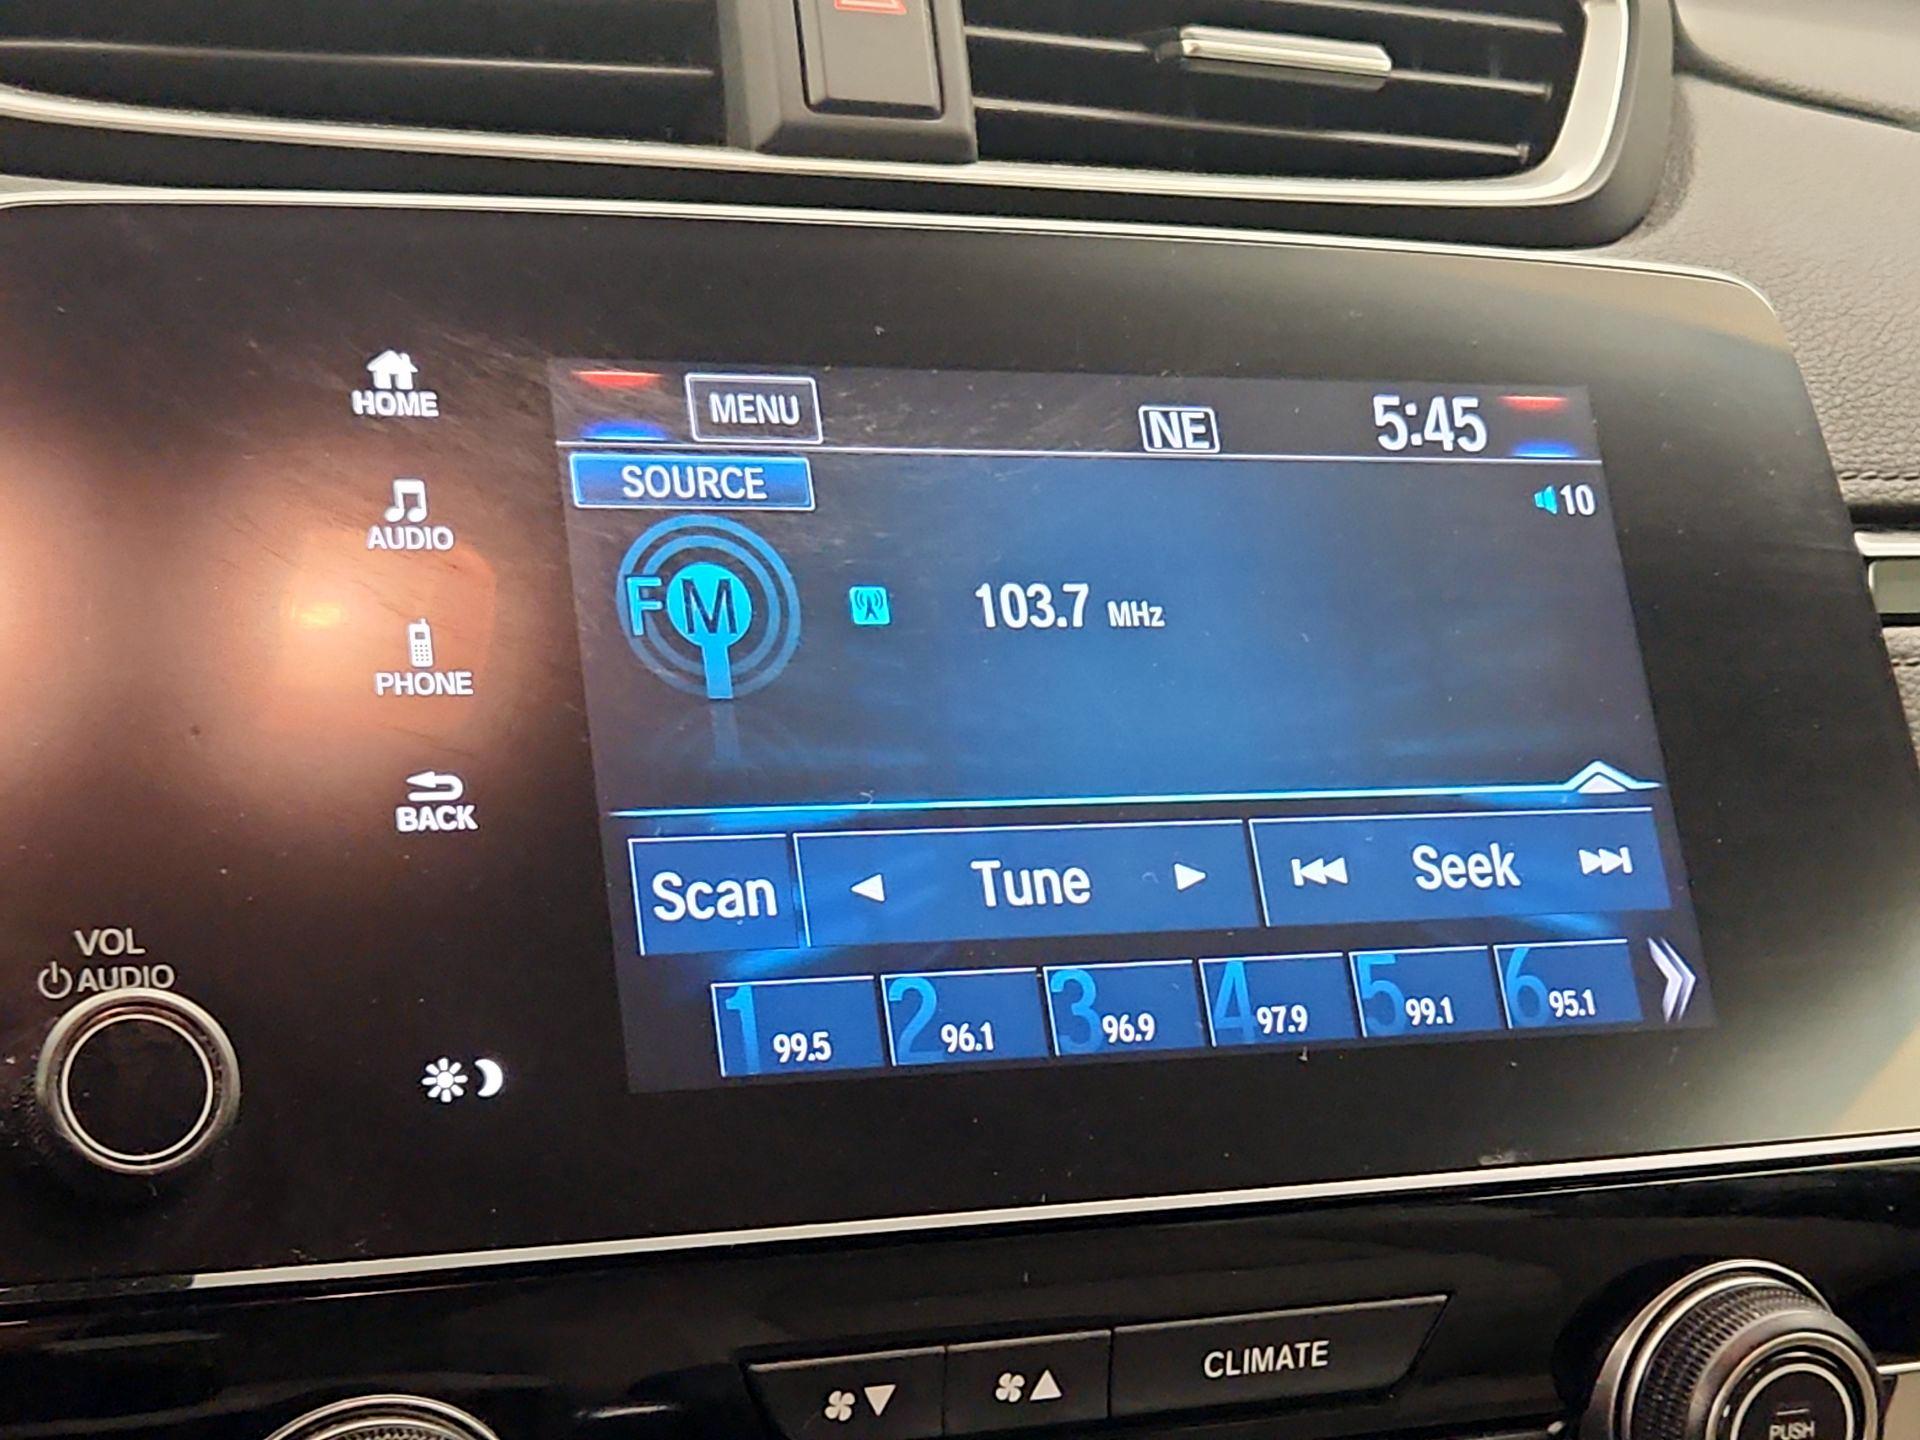 HOME
AUDIO
PHONE
BACK
VOL
AUDIO
MENU
NE
5:45
SOURCE
10
FM
103.7 MHz
Scan
Tune
Seek
1 99.5
2 96.1
3 96.9
4 97.9
5 99.1
6 95.1
CLIMATE
PUSH